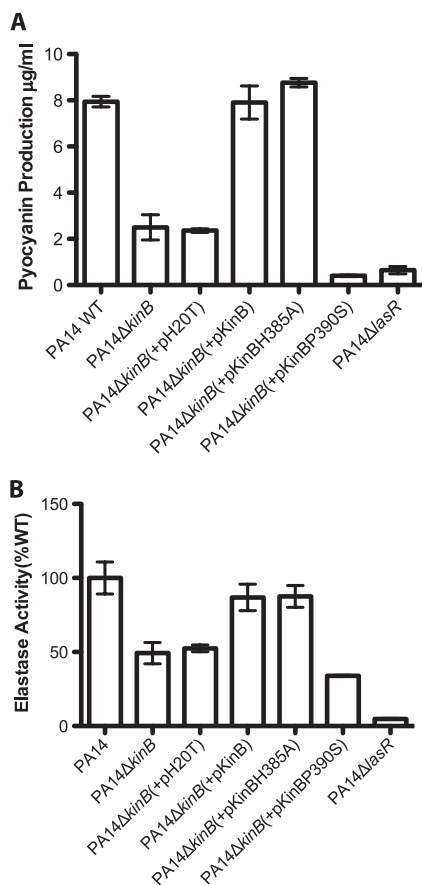 A
Pyocyanin Production µg/ml
10
8
6
4
2
0
PA14 WT
PA14ΔkinB
PA14ΔkinB(+pH20T)
PA14ΔkinB(+pKinB)
PA14ΔkinB(+pKinBH385A)
PA14ΔkinB(+pKinBP390S)
PA14ΔlasR
B
Elastase Activity(%WT)
150
100
50
0
PA14
PA14ΔkinB
PA14ΔkinB(+pH20T)
PA14ΔkinB(+pKinB)
PA14ΔkinB(+pKinBH385A)
PA14ΔkinB(+pKinBP390S)
PA14ΔlasR